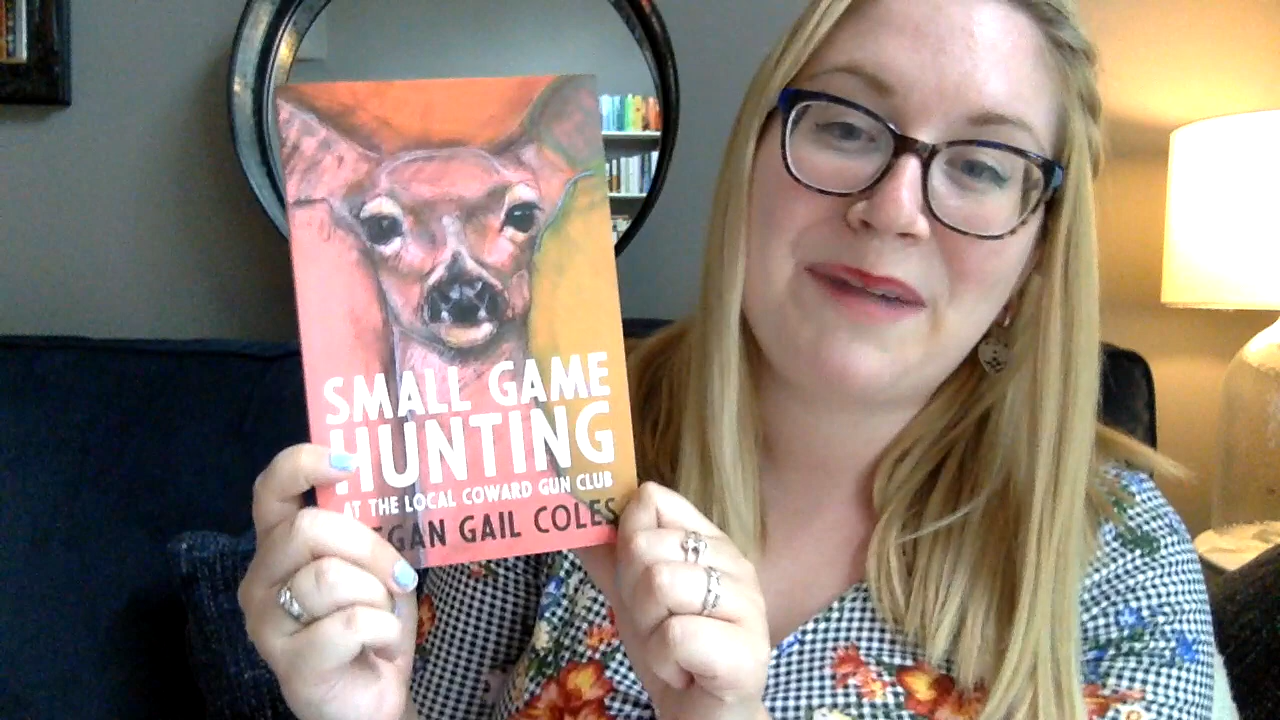 SMALL GAME
HUNTING
AT THE LOCAL COWARD GUN CLUB
GAN GAIL COLES